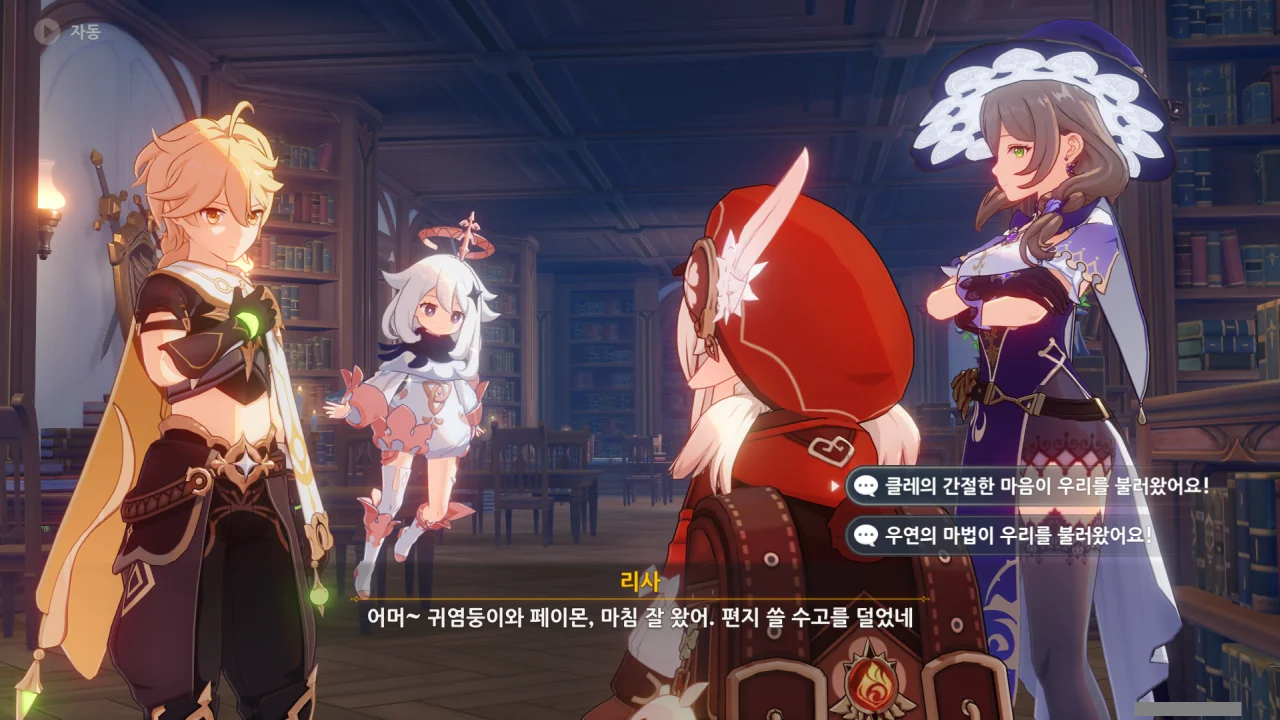 자동
클레의 간절한 마음이 우리를 불러왔어요!
우연의 마법이 우리를 불러왔어요!
리사
어머~ 귀염둥이와 페이몬, 마침 잘 왔어. 편지 쓸 수고를 덜었네